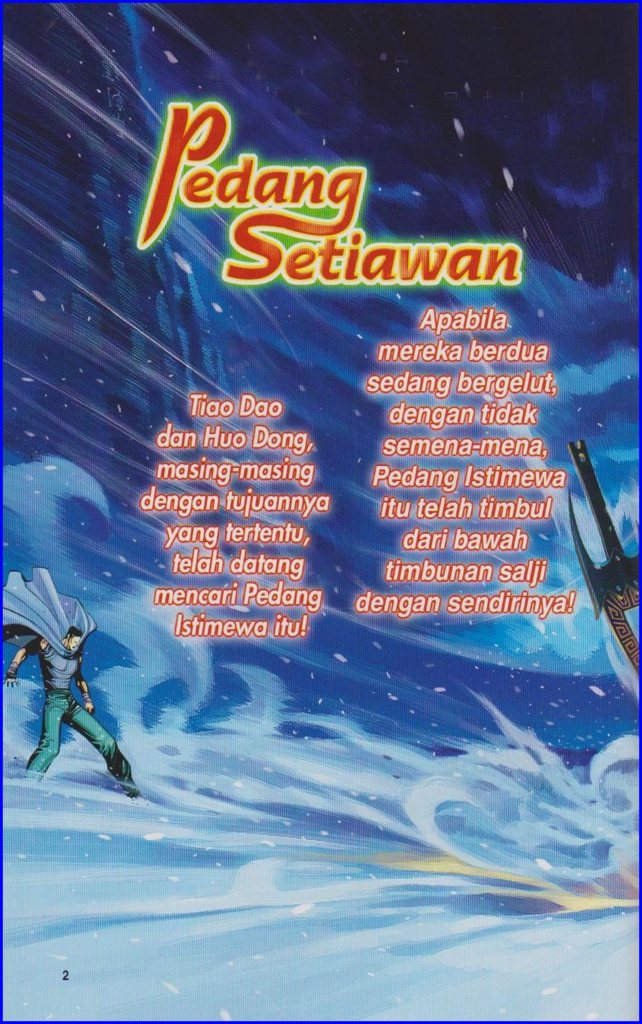 Pedang
Setiawan
Tiao Dao
dan Huo Dong,
masing-masing
dengan tujuannya
yang tertentu,
telah datang
mencari Pedang
Istimewa itu!
Apabila
mereka berdua
sedang bergelut,
dengan tidak
semena-mena,
Pedang Istimewa
itu telah timbul
dari bawah
timbunan salji
dengan sendirinya!
2